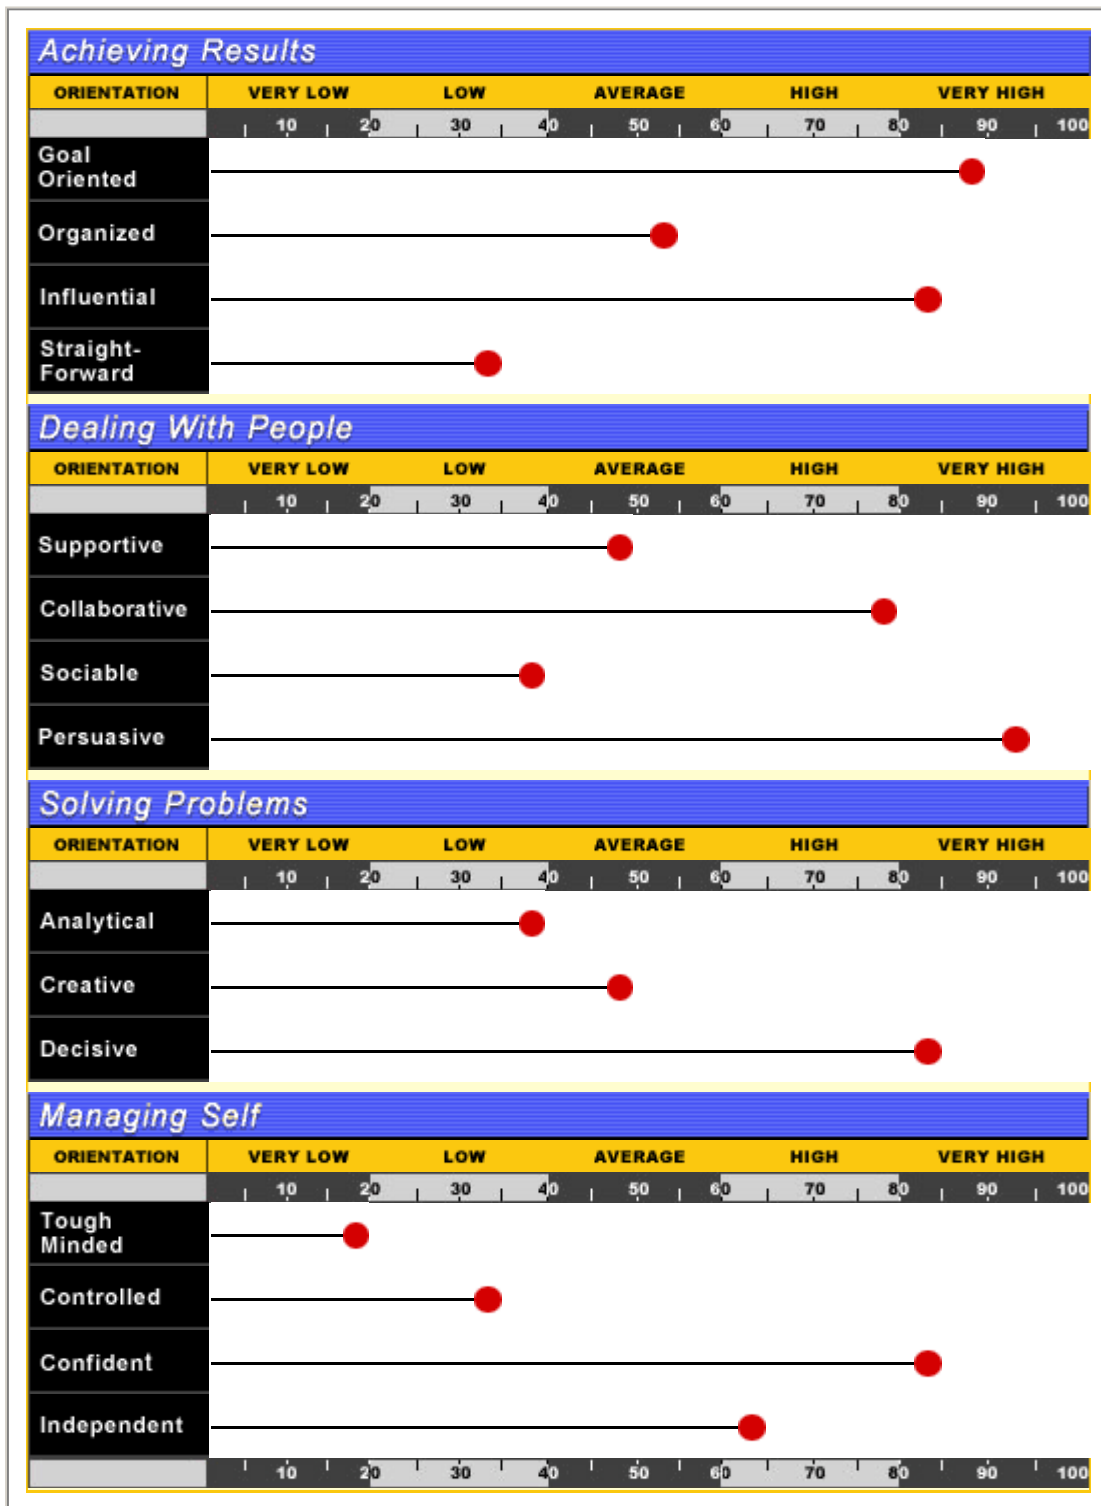 Achieving Results
ORIENTATION VERY LOW LOW AVERAGE HIGH VERY HIGH
10 20 30 40 50 60 70 80 90 100
Goal
Oriented
Organized
Influential
Straight-
Forward
Dealing With People
ORIENTATION VERY LOW LOW AVERAGE HIGH VERY HIGH
10 20 30 40 50 60 70 80 90 100
Supportive
Collaborative
Sociable
Persuasive
Solving Problems
ORIENTATION VERY LOW LOW AVERAGE HIGH VERY HIGH
10 20 30 40 50 60 70 80 90 100
Analytical
Creative
Decisive
Managing Self
ORIENTATION VERY LOW LOW AVERAGE HIGH VERY HIGH
10 20 30 40 50 60 70 80 90 100
Tough
Minded
Controlled
Confident
Independent
10 20 30 40 50 60 70 80 90 100